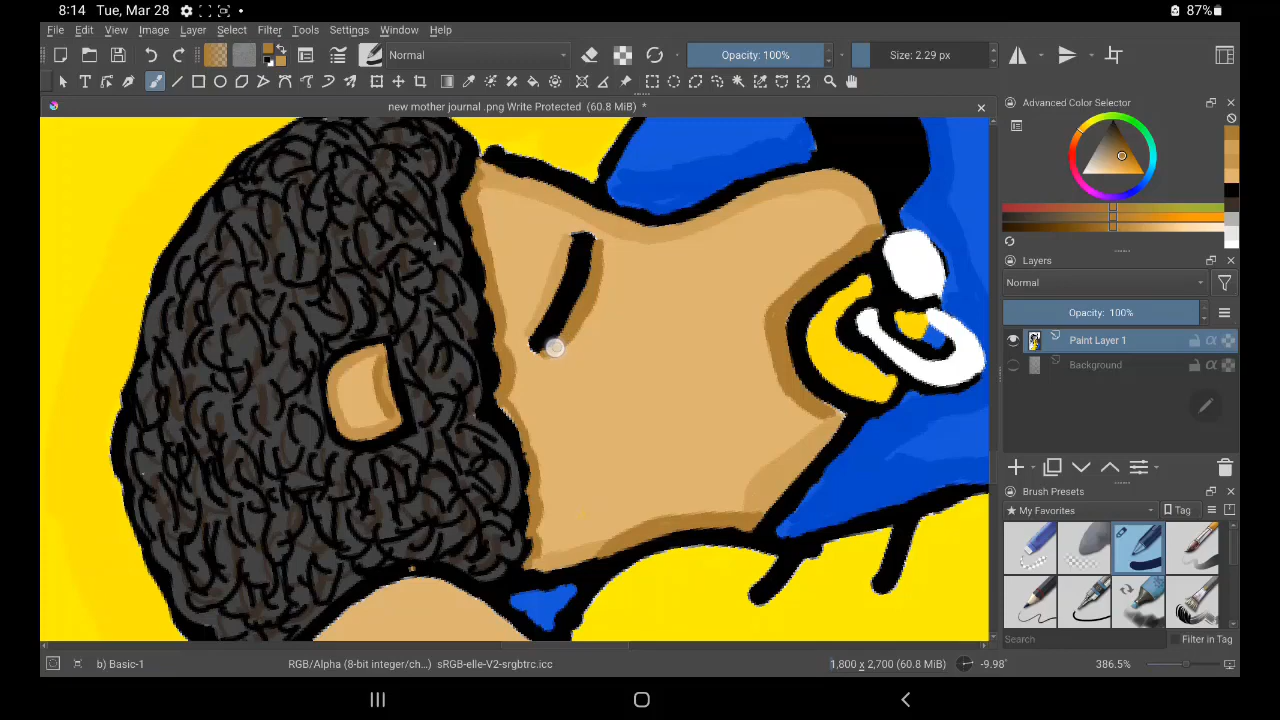 8:14 Tue, Mar 28
87%
File Edit View Image Layer Select Filter Tools Settings Window Help
Normal
Opacity: 100%
Size: 2.29 px
new mother journal .png Write Protected (60.8 MiB) *
Advanced Color Selector
Layers
Normal
Opacity: 100%
Paint Layer 1
Background
Brush Presets
My Favorites
Tag
Search
Filter in Tag
b) Basic-1
RGB/Alpha (8-bit integer/ch...) sRGB-elle-V2-srgbtrc.icc
1,800 x 2,700 (60.8 MiB)
-9.98°
386.5%